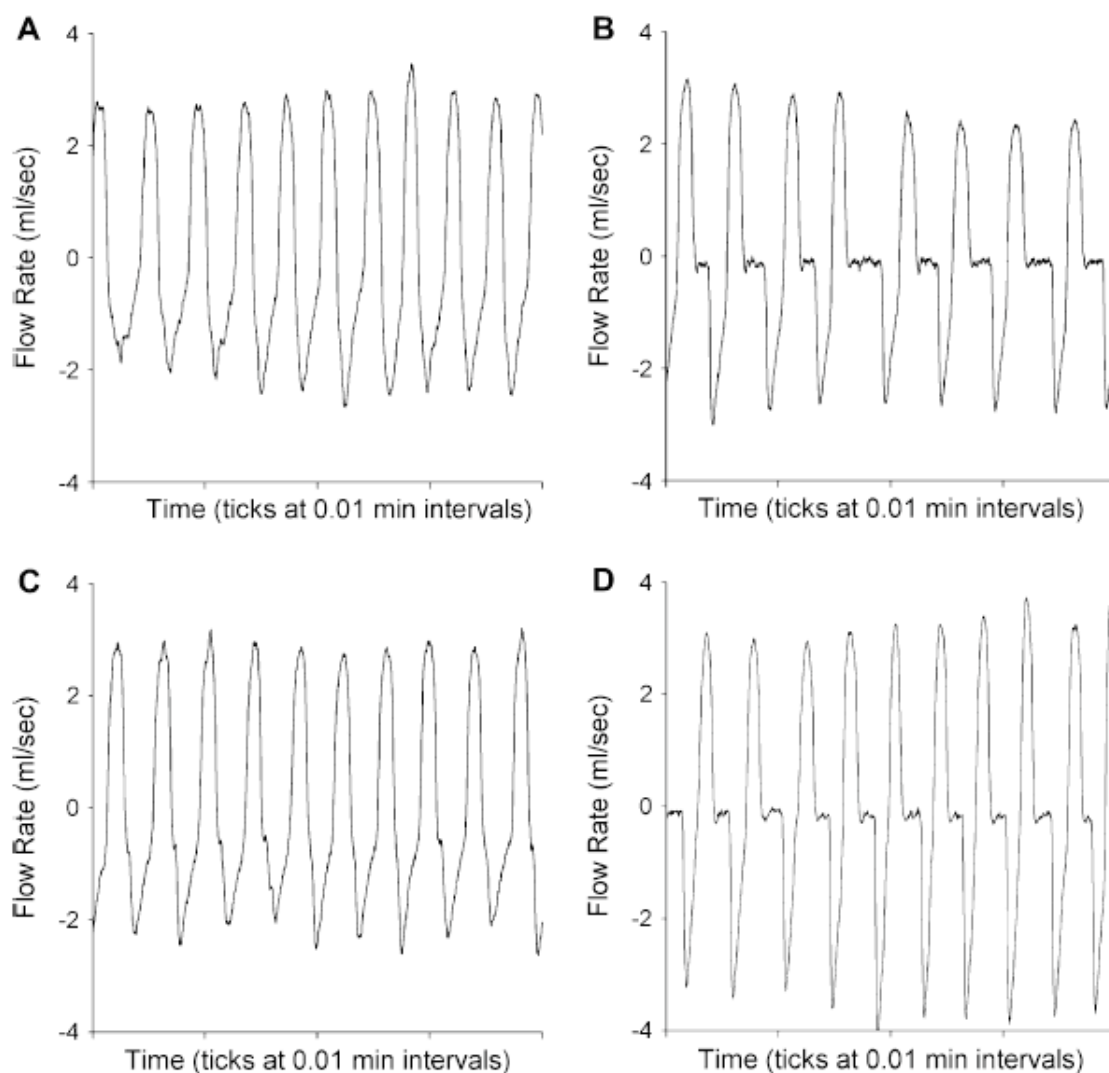 A
4
2
0
-2
-4
Flow Rate (ml/sec)
Time (ticks at 0.01 min intervals)
B
4
2
0
-2
-4
Flow Rate (ml/sec)
Time (ticks at 0.01 min intervals)
C
4
2
0
-2
-4
Flow Rate (ml/sec)
Time (ticks at 0.01 min intervals)
D
4
2
0
-2
-4
Flow Rate (ml/sec)
Time (ticks at 0.01 min intervals)